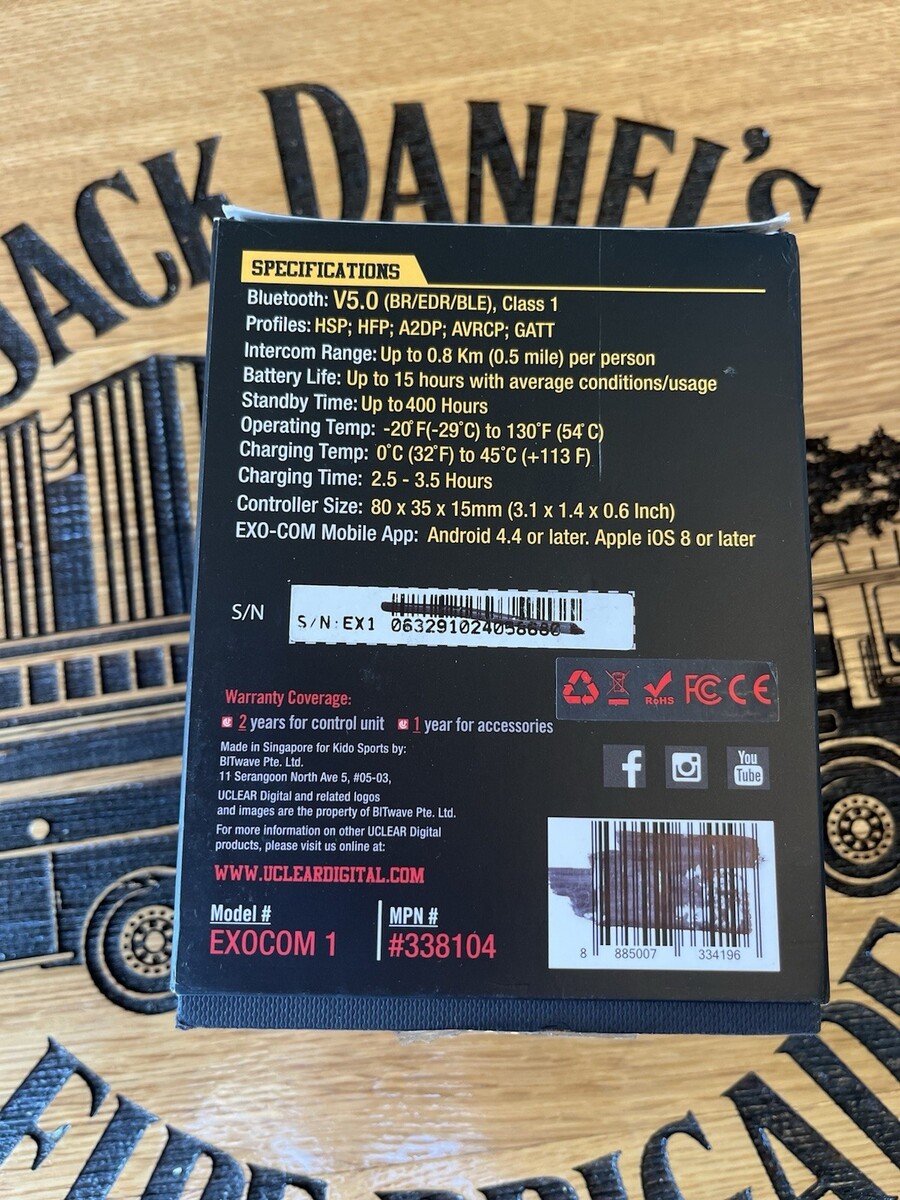 JACK DANIEL'S
SPECIFICATIONS
Bluetooth: V5.0 (BR/EDR/BLE), Class 1
Profiles: HSP; HFP; A2DP; AVRCP; GATT
Intercom Range: Up to 0.8 Km (0.5 mile) per person
Battery Life: Up to 15 hours with average conditions/usage
Standby Time: Up to 400 Hours
Operating Temp: -20°F(-29°C) to 130°F (54°C)
Charging Temp: 0°C (32°F) to 45°C (+113 F)
Charging Time: 2.5 - 3.5 Hours
Controller Size: 80 x 35 x 15mm (3.1 x 1.4 x 0.6 Inch)
EXO-COM Mobile App: Android 4.4 or later. Apple iOS 8 or later
S/N
S/N:EX1
RoHS FC CE
Warranty Coverage:
2 years for control unit 1 year for accessories
Made in Singapore for Kido Sports by:
BITwave Pte. Ltd.
11 Serangoon North Ave 5, #05-03,
f You Tube
UCLEAR Digital and related logos
and images are the property of BITwave Pte. Ltd.
For more information on other UCLEAR Digital
products, please visit us online at:
WWW.UCLEARDIGITAL.COM
Model # MPN #
EXOCOM 1 #338104
8 885007 334196
FIRE BRIGADE